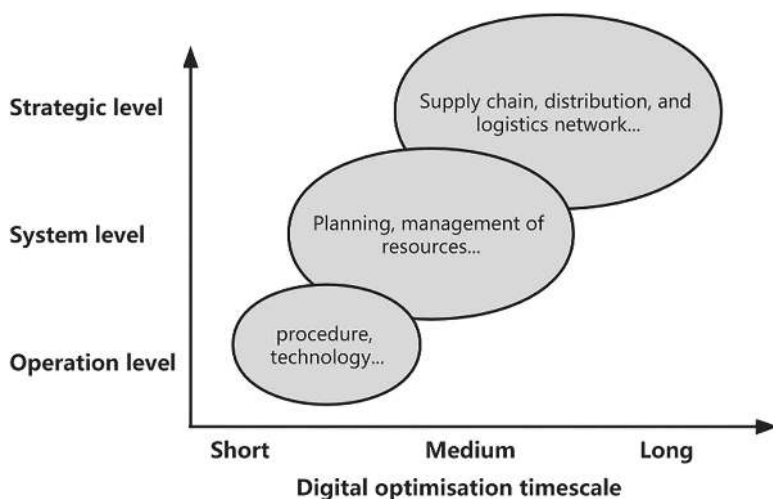 Strategic level
Supply chain, distribution, and
logistics network...
System level
Planning, management of
resources...
Operation level
procedure,
technology...
Short
Medium
Long
Digital optimisation timescale